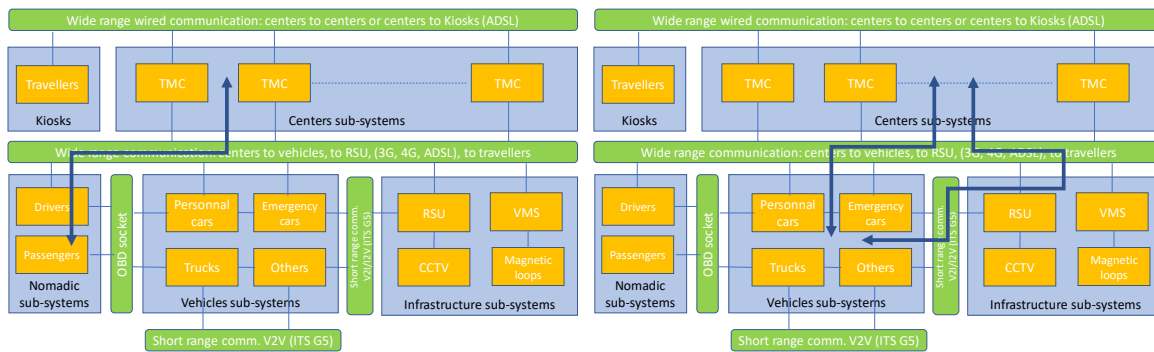 Wide range wired communication: centers to centers or centers to Kiosks (ADSL)
Travellers
TMC
TMC
TMC
Kiosks
Centers sub-systems
Wide range communication: centers to vehicles, to RSU, (3G, 4G, ADSL), to travellers
Drivers
Passengers
Nomadic
sub-systems
OBD socket
Personnal
cars
Emergency cars
Trucks
Others
Vehicles sub-systems
Short range comm.
V2I/I2V (ITS G5)
RSU
VMS
CCTV
Magnetic
loops
Infrastructure sub-systems
Short range comm. V2V (ITS G5)
Wide range wired communication: centers to centers or centers to Kiosks (ADSL)
Travellers
TMC
TMC
TMC
Kiosks
Centers sub-systems
Wide range communication: centers to vehicles, to RSU, (3G, 4G, ADSL), to travellers
Drivers
Passengers
Nomadic
sub-systems
OBD socket
Personnal
cars
Emergency cars
Trucks
Others
Vehicles sub-systems
Short range comm.
V2I/I2V (ITS G5)
RSU
VMS
CCTV
Magnetic
loops
Infrastructure sub-systems
Short range comm. V2V (ITS G5)